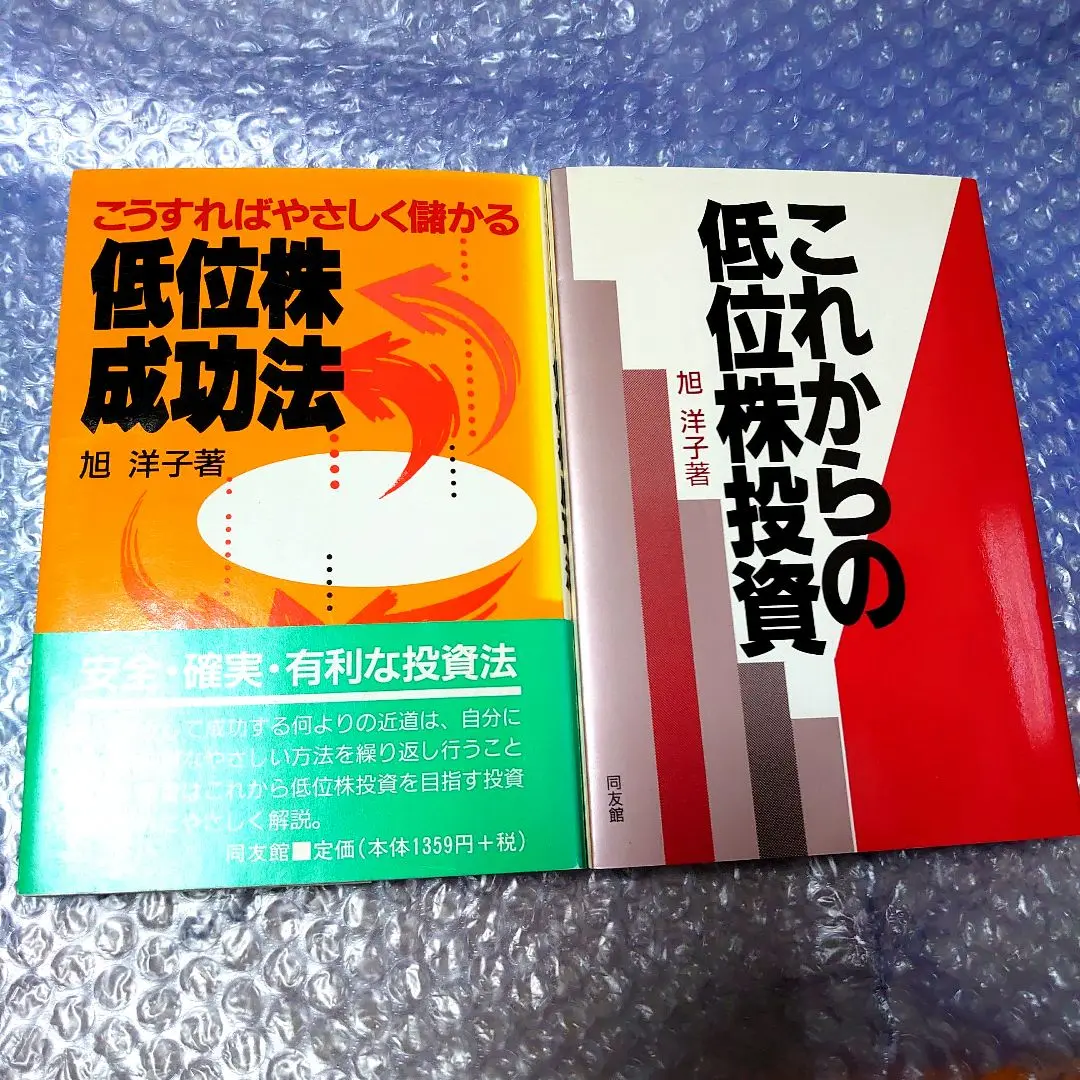 こうすればやさしく儲かる
低位株
成功法
旭 洋子著
安全・確実・有利な投資法
て成功する何よりの近道は、自分に
やさしい方法を繰り返し行うこと
はこれから低位株投資を目指す投資
やさしく解説。
同友館■定価(本体1359円+税)
これからの
低位株投資
旭 洋子著
同友館